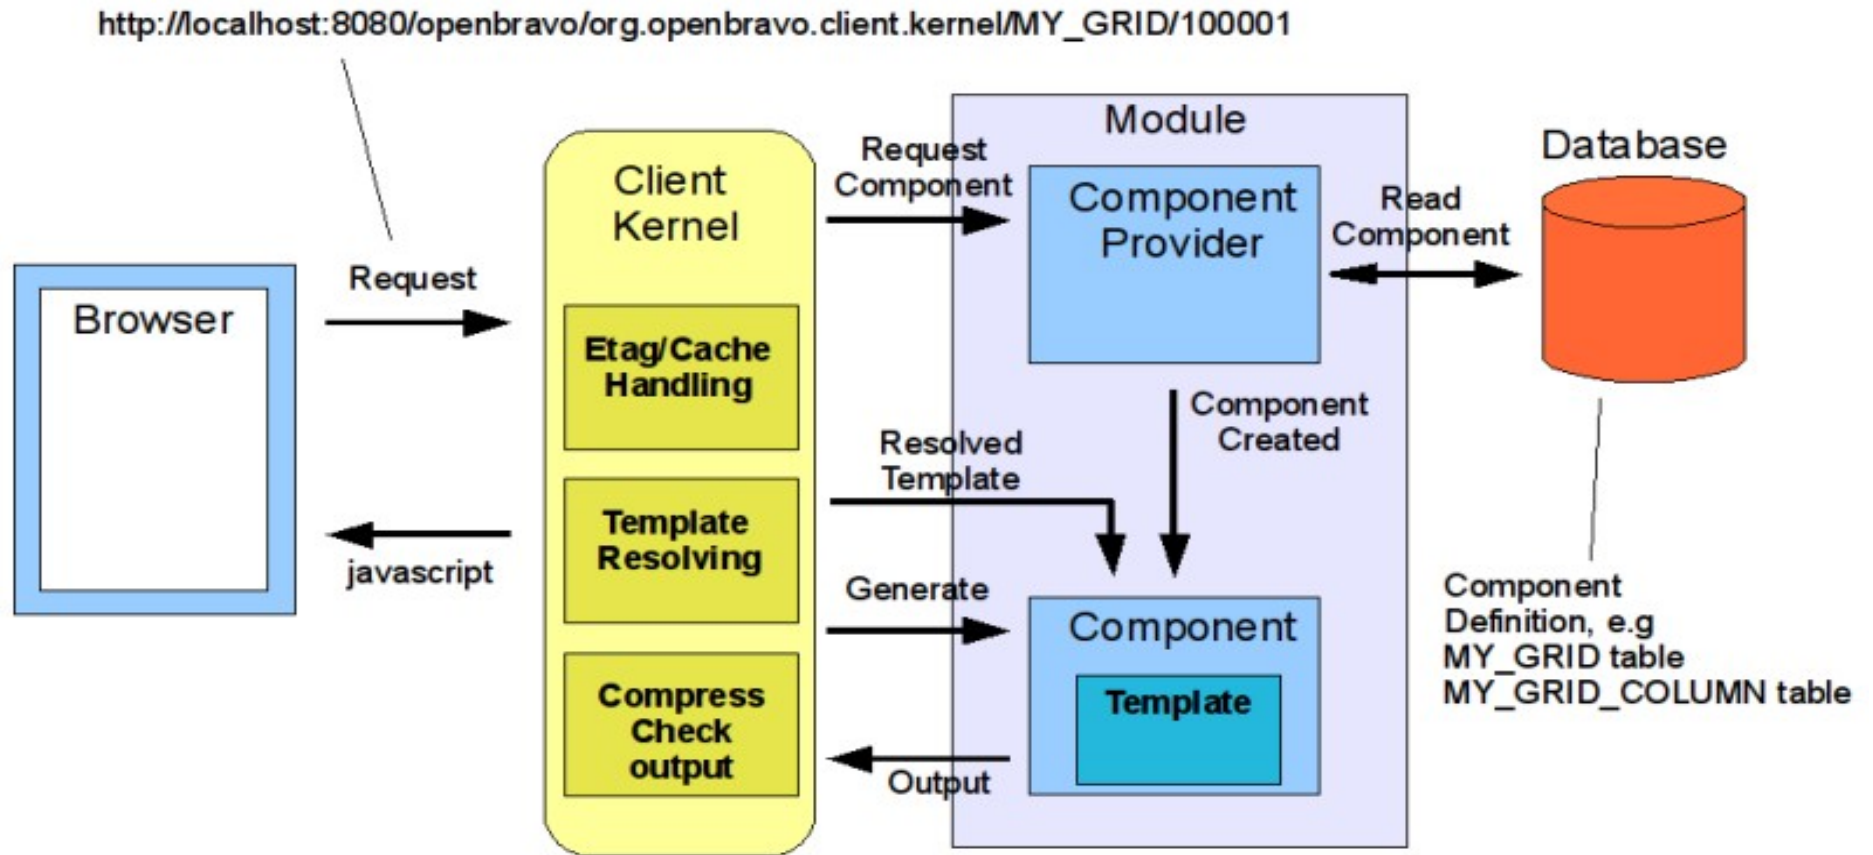 http://localhost:8080/openbravo/org.openbravo.client.kernel/MY_GRID/100001
Module
Database
Client
Kernel
Request
Component
Component
Provider
Read
Component
Request
Browser
Etag/Cache
Handling
Component
Created
Resolved
Template
Template
Resolving
javascript
Generate
Component
Template
Component
Definition, e.g
MY_GRID table
MY_GRID_COLUMN table
Compress
Check
output
Output